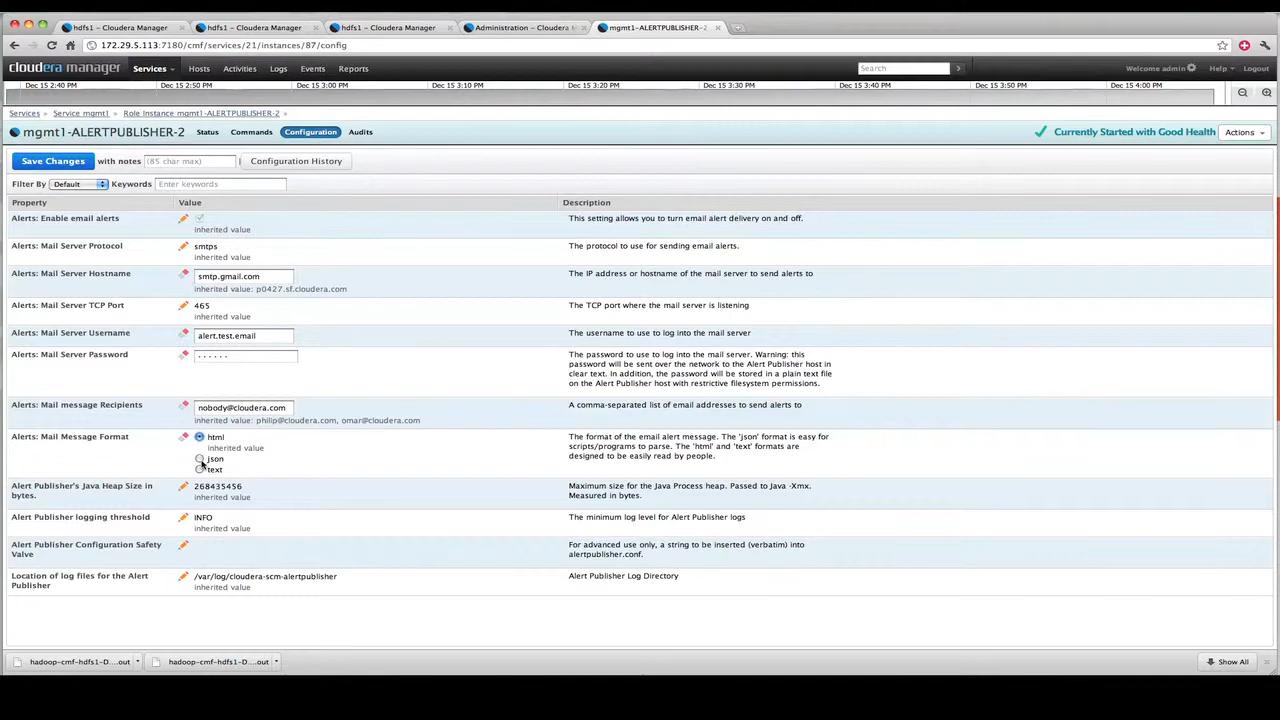 hdfs1 – Cloudera Manager
hdfs1 – Cloudera Manager
hdfs1 – Cloudera Manager
Administration – Cloudera M
mgmt1–ALERTPUBLISHER–2
172.29.5.113:7180/cmf/services/21/instances/87/config
cloudera manager Services Hosts Activities Logs Events Reports Search Welcome admin Help Logout
Dec 15 2:40 PM Dec 15 2:50 PM Dec 15 3:00 PM Dec 15 3:10 PM Dec 15 3:20 PM Dec 15 3:30 PM Dec 15 3:40 PM Dec 15 3:50 PM Dec 15 4:00 PM
Services » Service mgmt1 » Role Instance mgmt1-ALERTPUBLISHER-2 »
mgmt1-ALERTPUBLISHER-2 Status Commands Configuration Audits Currently Started with Good Health Actions
Save Changes with notes (85 char max) | Configuration History
Filter By Default Keywords Enter keywords
Property Value Description
Alerts: Enable email alerts This setting allows you to turn email alert delivery on and off.
inherited value
Alerts: Mail Server Protocol smtps The protocol to use for sending email alerts.
inherited value
Alerts: Mail Server Hostname smtp.gmail.com The IP address or hostname of the mail server to send alerts to
inherited value: p0427.sf.cloudera.com
Alerts: Mail Server TCP Port 465 The TCP port where the mail server is listening
inherited value
Alerts: Mail Server Username alert.test.email The username to use to log into the mail server
Alerts: Mail Server Password ...... The password to use to log into the mail server. Warning: this
password will be sent over the network to the Alert Publisher host in
clear text. In addition, the password will be stored in a plain text file
on the Alert Publisher host with restrictive filesystem permissions.
Alerts: Mail message Recipients nobody@cloudera.com A comma-separated list of email addresses to send alerts to
inherited value: philip@cloudera.com, omar@cloudera.com
Alerts: Mail Message Format html The format of the email alert message. The 'json' format is easy for
inherited value scripts/programs to parse. The 'html' and 'text' formats are
json designed to be easily read by people.
text
Alert Publisher's Java Heap Size in 268435456 Maximum size for the Java Process heap. Passed to Java -Xmx.
bytes. inherited value Measured in bytes.
Alert Publisher logging threshold INFO The minimum log level for Alert Publisher logs
inherited value
Alert Publisher Configuration Safety For advanced use only, a string to be inserted (verbatim) into
Valve alertpublisher.conf.
Location of log files for the Alert /var/log/cloudera-scm-alertpublisher Alert Publisher Log Directory
Publisher inherited value
hadoop-cmf-hdfs1-D....out hadoop-cmf-hdfs1-D....out Show All